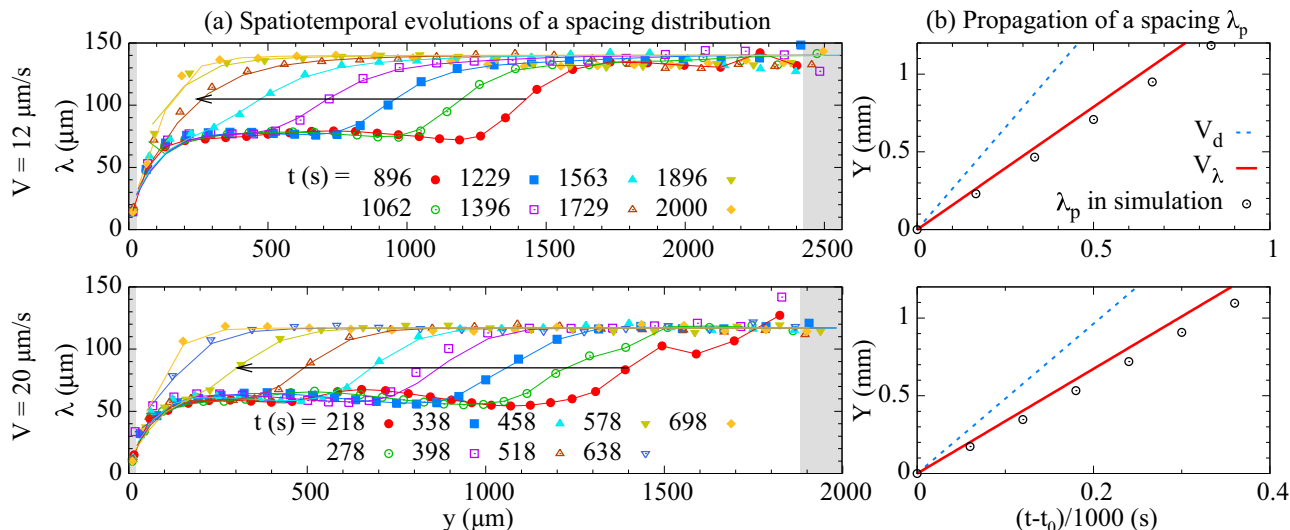 (a) Spatiotemporal evolutions of a spacing distribution
(b) Propagation of a spacing λp
V = 12 μm/s
λ (μm)
150
100
50
0
t (s) = 896 1229 1563 1896
1062 1396 1729 2000
0 500 1000 1500 2000 2500
Y (mm)
1
0.5
0
Vd
Vλ
λp in simulation
0 0.5 1
V = 20 μm/s
λ (μm)
150
100
50
0
t (s) = 218 338 458 578 698
278 398 518 638
0 500 1000 1500 2000
y (μm)
Y (mm)
1
0.5
0
0 0.2 0.4
(t-t0)/1000 (s)